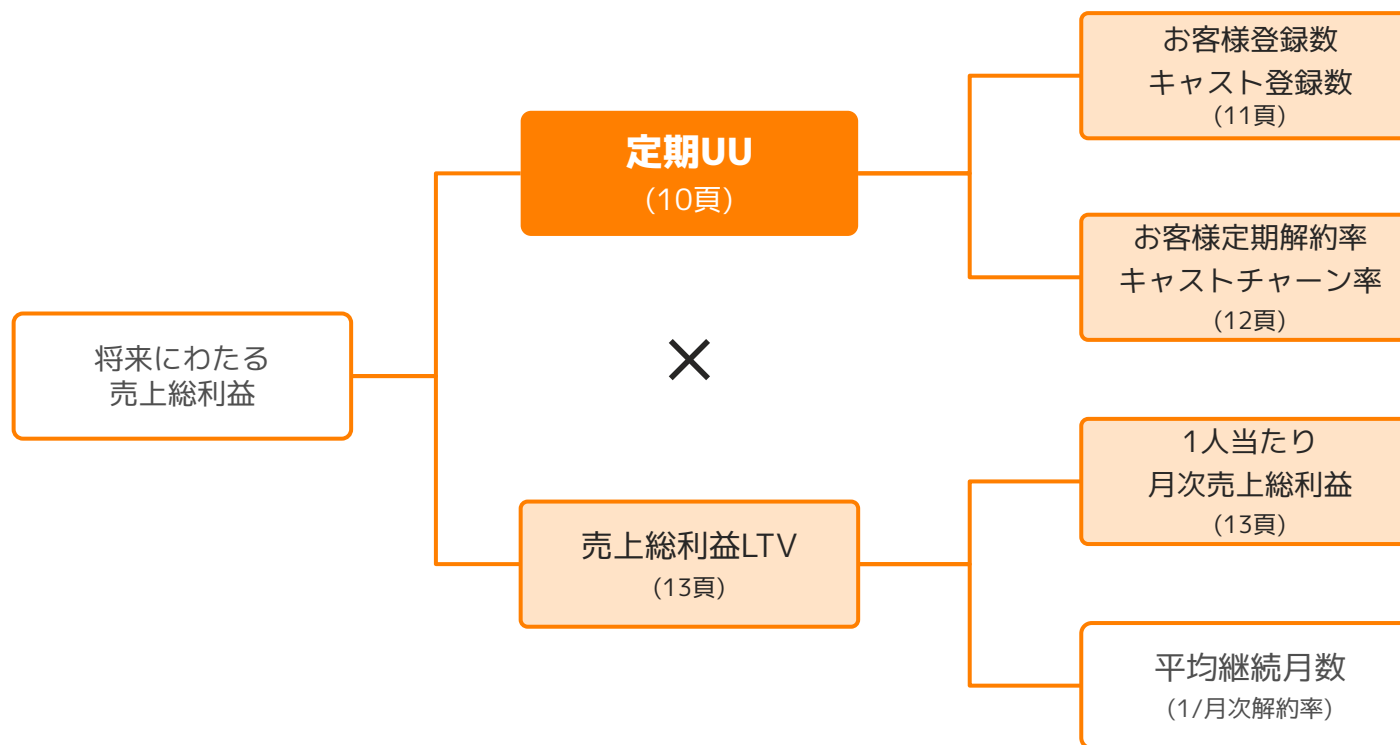 将来にわたる
売上総利益
定期UU
(10頁)
×
売上総利益LTV
(13頁)
お客様登録数
キャスト登録数
(11頁)
お客様定期解約率
キャストチャーン率
(12頁)
1人当たり
月次売上総利益
(13頁)
平均継続月数
(1/月次解約率)